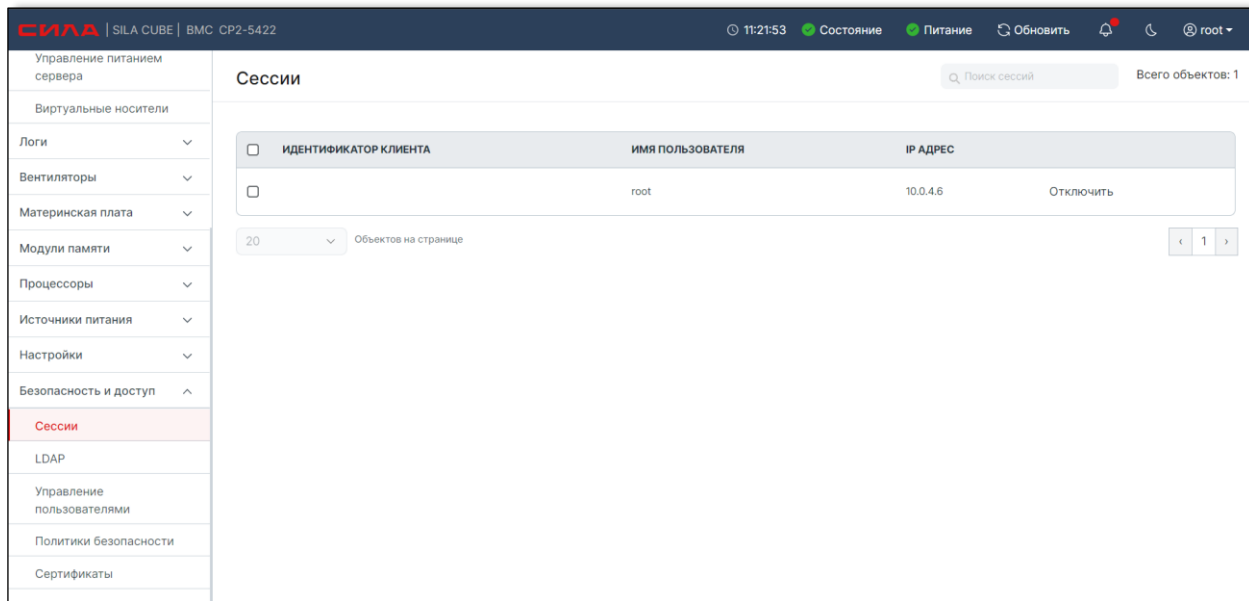 СИЛА | SILA CUBE | BMC CP2-5422
11:21:53 Состояние Питание Обновить root
Управление питанием
сервера
Виртуальные носители
Логи
Вентиляторы
Материнская плата
Модули памяти
Процессоры
Источники питания
Настройки
Безопасность и доступ
Сессии
LDAP
Управление
пользователями
Политики безопасности
Сертификаты
Сессии
Поиск сессий
Всего объектов: 1
ИДЕНТИФИКАТОР КЛИЕНТА ИМЯ ПОЛЬЗОВАТЕЛЯ IP АДРЕС
root 10.0.4.6 Отключить
20 Объектов на странице
‹ 1 ›